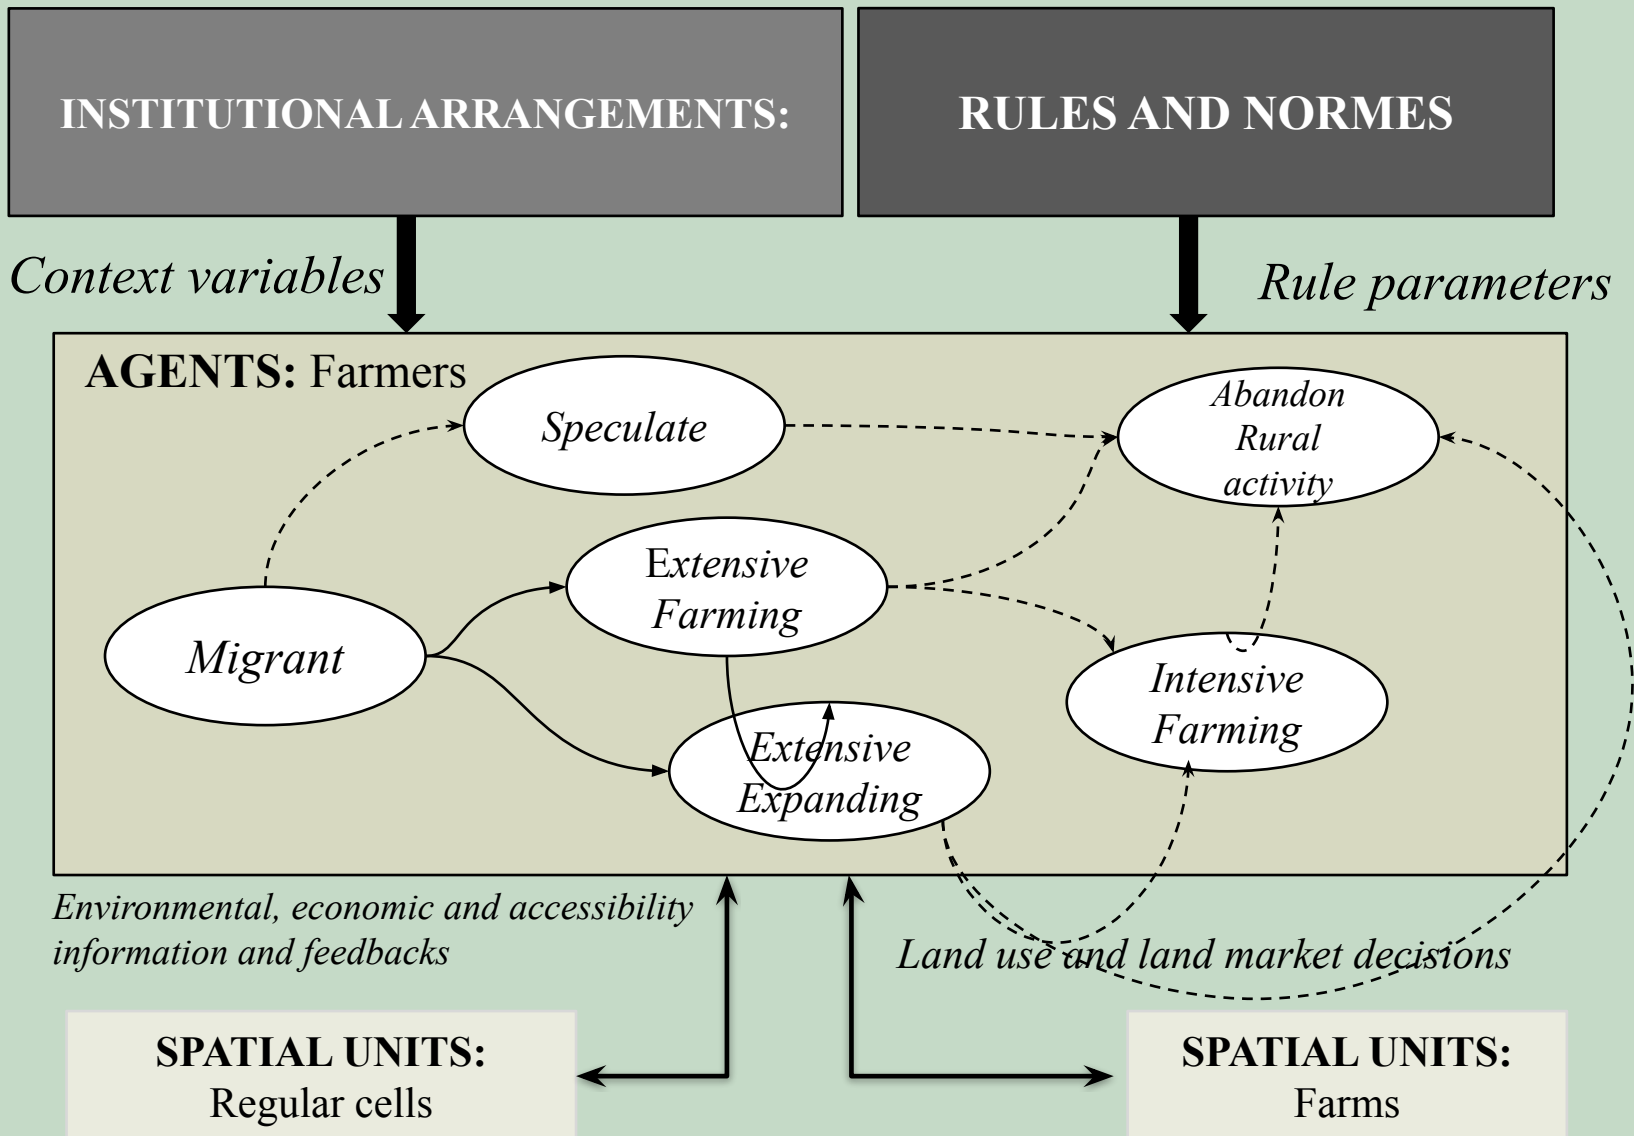 INSTITUTIONAL ARRANGEMENTS:
RULES AND NORMES
Context variables
Rule parameters
AGENTS: Farmers
Speculate
Abandon
Rural
activity
Extensive
Farming
Migrant
Intensive
Farming
Extensive
Expanding
Environmental, economic and accessibility
information and feedbacks
Land use and land market decisions
SPATIAL UNITS:
Regular cells
SPATIAL UNITS:
Farms